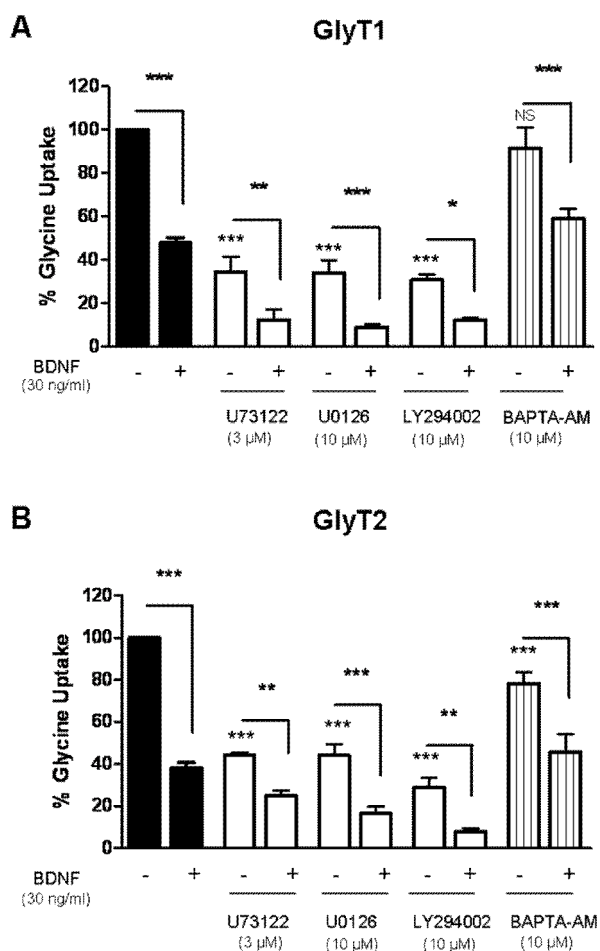 A
GlyT1
% Glycine Uptake
120
100
80
60
40
20
0
***
**
***
*
***
***
***
***
NS
BDNF
(30 ng/ml)
- + - + - + - + - +
U73122 U0126 LY294002 BAPTA-AM
(3 µM) (10 µM) (10 µM) (10 µM)
B
GlyT2
% Glycine Uptake
120
100
80
60
40
20
0
***
**
***
**
***
***
***
***
***
BDNF
(30 ng/ml)
- + - + - + - + - +
U73122 U0126 LY294002 BAPTA-AM
(3 µM) (10 µM) (10 µM) (10 µM)